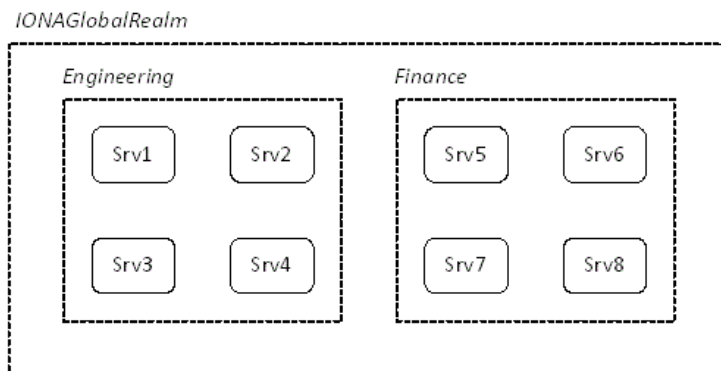 IONAGlobalRealm
Engineering Finance
Srv1 Srv2 Srv5 Srv6
Srv3 Srv4 Srv7 Srv8